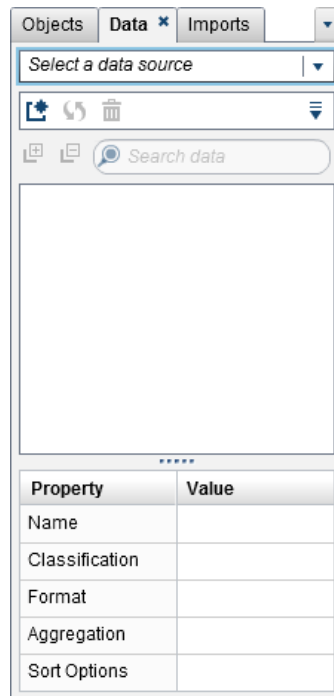 Objects Data Imports
Select a data source
Search data
Property Value
Name
Classification
Format
Aggregation
Sort Options